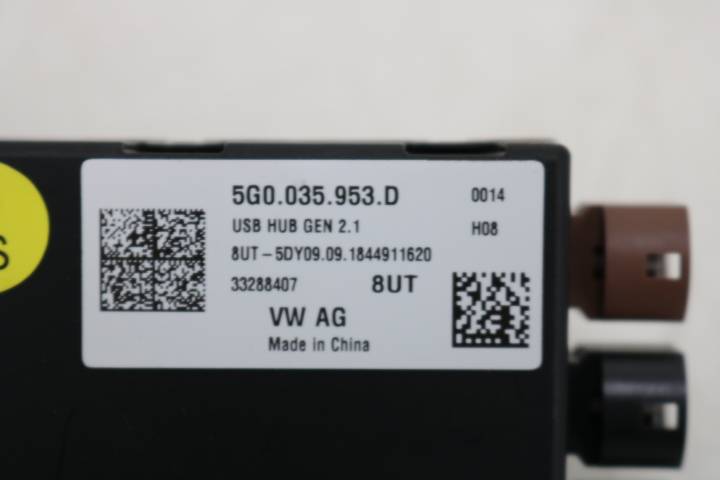 5G0.035.953.D 0014
USB HUB GEN 2.1 H08
8UT-5DY09.09.1844911620
33288407 8UT
VW AG
Made in China
S